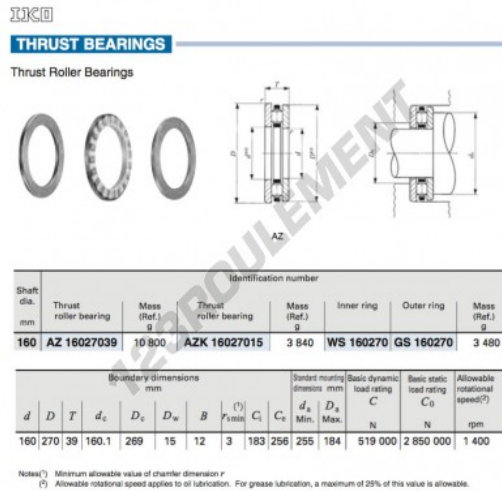 IKO
THRUST BEARINGS
Thrust Roller Bearings
AZ
123ROULEMENT
Identification number
Shaft dia. mm | Thrust roller bearing | Mass (Ref.) g | Thrust roller bearing | Mass (Ref.) g | Inner ring | Outer ring | Mass (Ref.) g
160 AZ 16027039 10 800 AZK 16027015 3 840 WS 160270 GS 160270 3 480
Boundary dimensions mm | Standard mounting dimensions mm | Basic dynamic load rating C N | Basic static load rating C0 N | Allowable rotational speed(2) rpm
d D T dc Dc Dw B rs min(1) Ci Ce da Min. Da Max.
160 270 39 160.1 269 15 12 3 183 256 255 184 519 000 2 850 000 1 400
Notes(1) Minimum allowable value of chamfer dimension r
(2) Allowable rotational speed applies to oil lubrication. For grease lubrication, a maximum of 25% of this value is allowable.